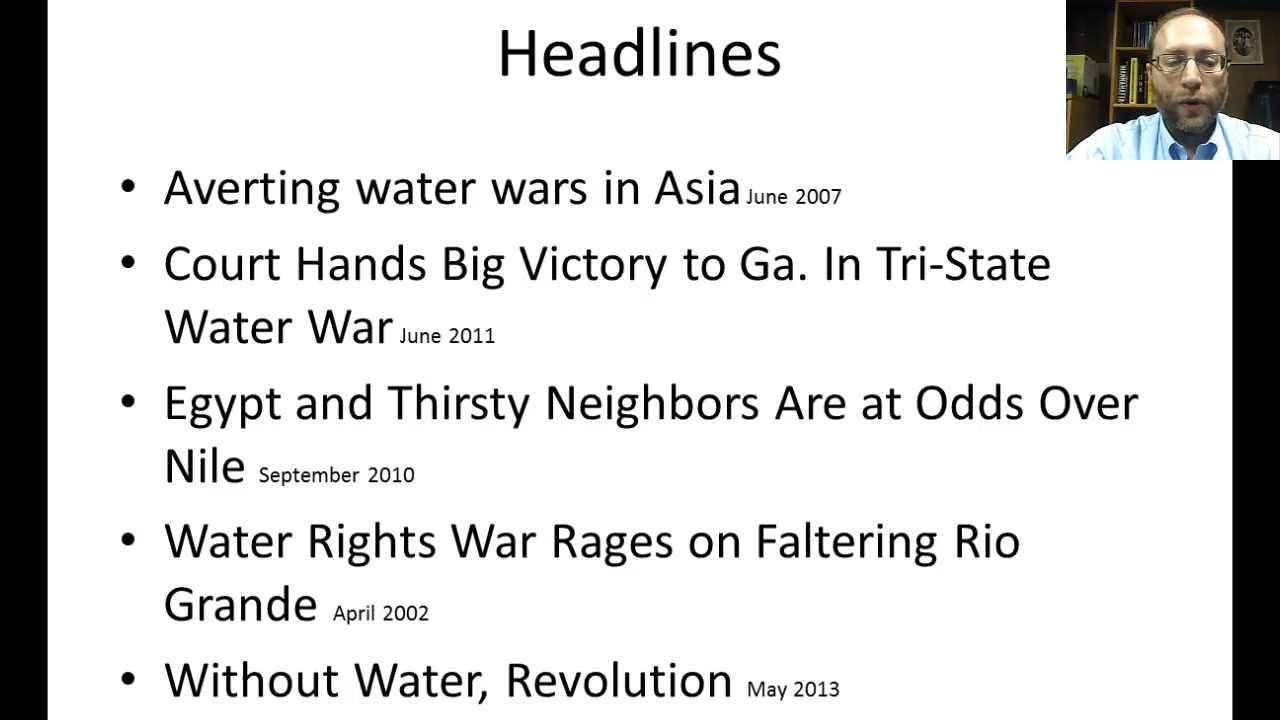 Headlines
• Averting water wars in Asia June 2007
• Court Hands Big Victory to Ga. In Tri-State
Water War June 2011
• Egypt and Thirsty Neighbors Are at Odds Over
Nile September 2010
• Water Rights War Rages on Faltering Rio
Grande April 2002
• Without Water, Revolution May 2013